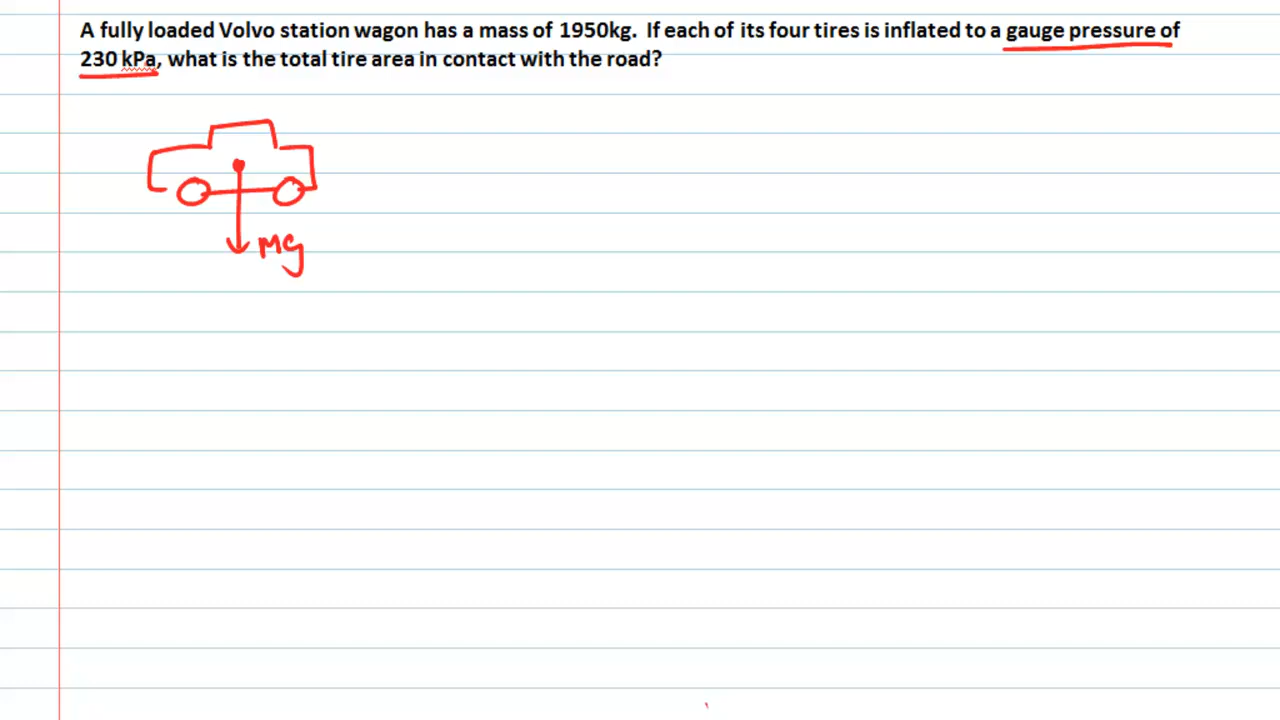 A fully loaded Volvo station wagon has a mass of 1950kg. If each of its four tires is inflated to a gauge pressure of
230 kPa, what is the total tire area in contact with the road?
Mg